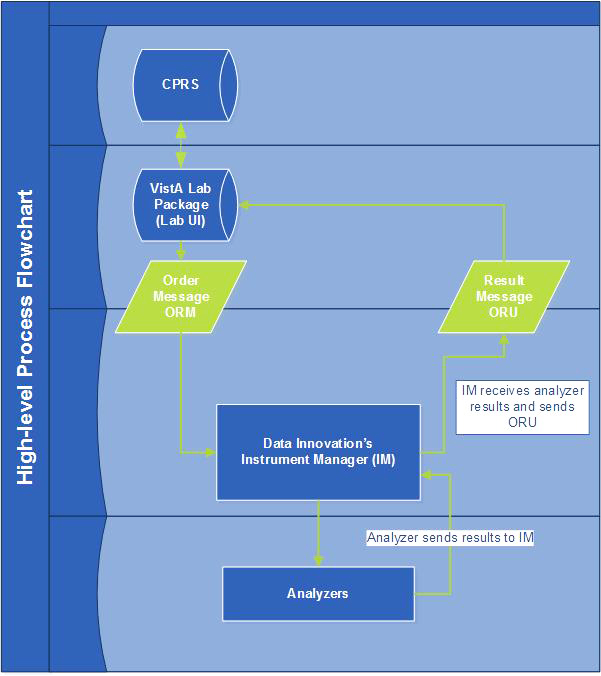 High-level Process Flowchart
CPRS
VistA Lab
Package
(Lab UI)
Order
Message
ORM
Result
Message
ORU
IM receives analyzer
results and sends
ORU
Data Innovation's
Instrument Manager (IM)
Analyzer sends results to IM
Analyzers